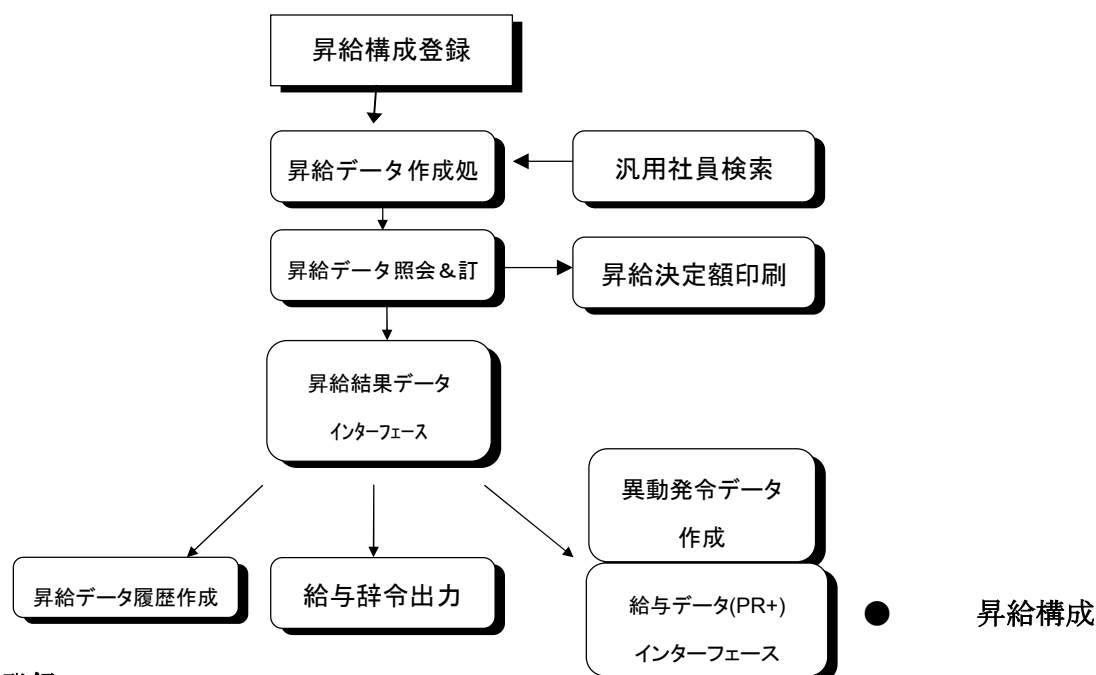 昇給構成登録
昇給データ作成処
汎用社員検索
昇給データ照会＆訂
昇給決定額印刷
昇給結果データ
インターフェース
異動発令データ
作成
昇給データ履歴作成
給与辞令出力
給与データ(PR+)
インターフェース
● 昇給構成